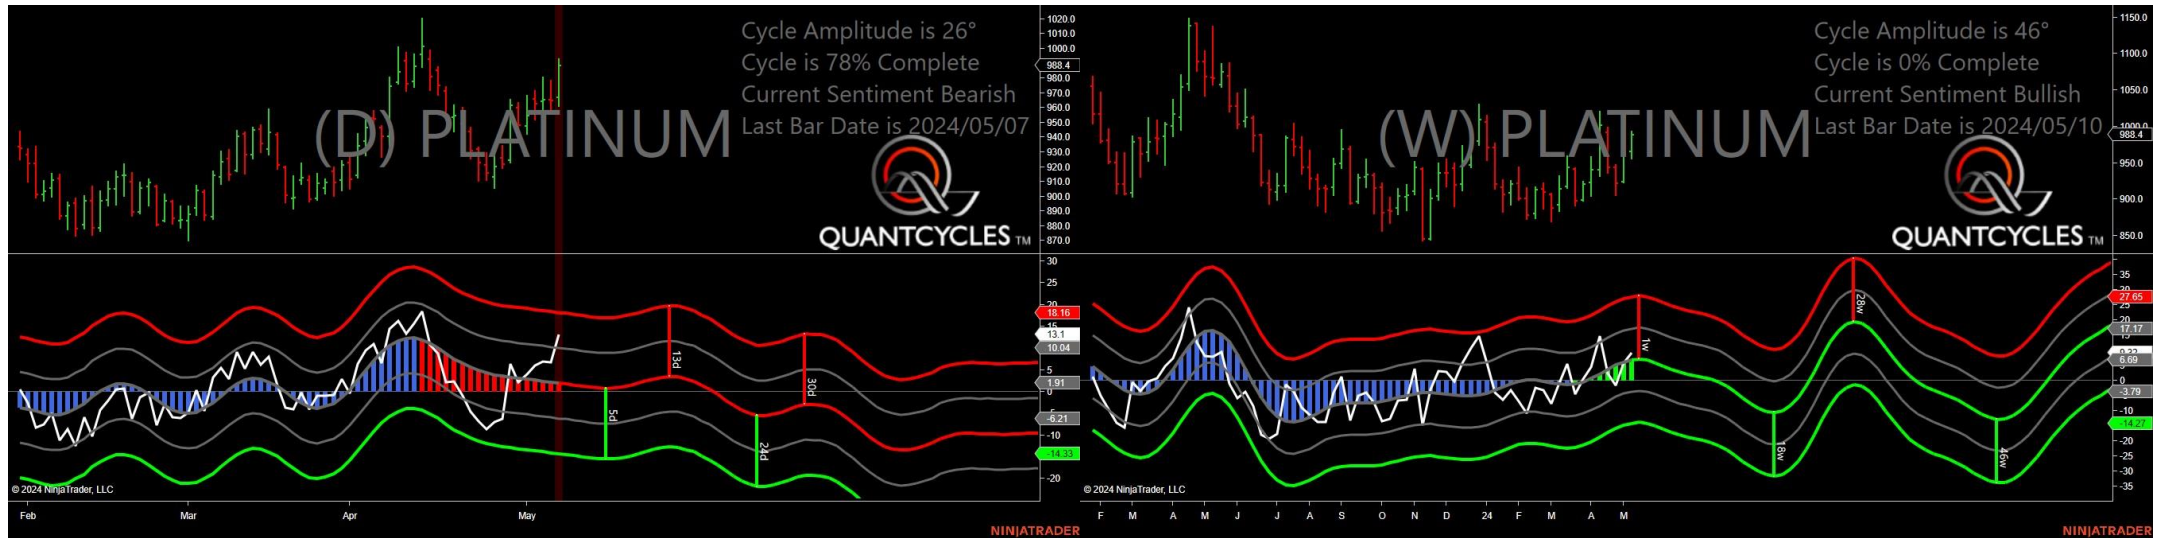 Cycle Amplitude is 26°
Cycle is 78% Complete
Current Sentiment Bearish
Last Bar Date is 2024/05/07
(D) PLATINUM
QUANTCYCLES TM
1020.0
1010.0
1000.0
988.4
980.0
970.0
960.0
950.0
940.0
930.0
920.0
910.0
900.0
890.0
880.0
870.0
30
25
20
18.16
15
13.1
10.04
5
1.91
0
-6.21
-10
-14.33
-20
5d
13d
24d
30d
© 2024 NinjaTrader, LLC
Feb Mar Apr May
NINJATRADER
Cycle Amplitude is 46°
Cycle is 0% Complete
Current Sentiment Bullish
Last Bar Date is 2024/05/10
(W) PLATINUM
QUANTCYCLES TM
1150.0
1100.0
1050.0
1000.0
988.4
950.0
900.0
850.0
35
27.65
20
17.17
6.69
0
-3.79
-10
-14.27
-20
-25
-30
-35
1w
18w
28w
46w
© 2024 NinjaTrader, LLC
F M A M J J A S O N D 24 F M A M
NINJATRADER